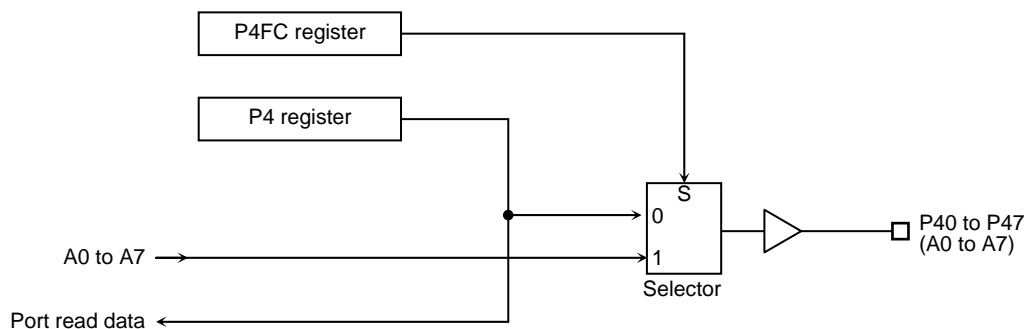 P4FC register
P4 register
S
0
P40 to P47
(A0 to A7)
A0 to A7
1
Selector
Port read data